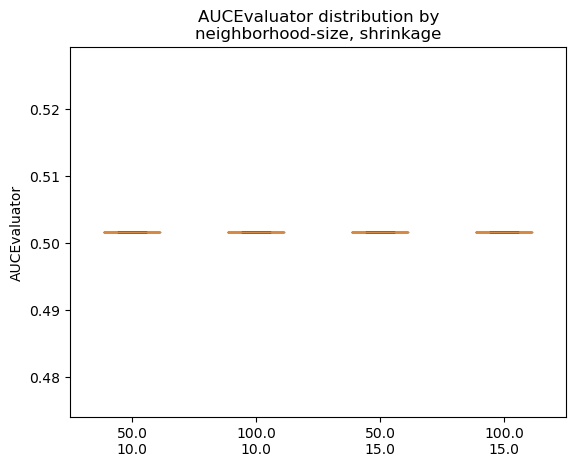 AUCEvaluator distribution by
neighborhood-size, shrinkage
AUCEvaluator
0.52
0.51
0.50
0.49
0.48
50.0 100.0 50.0 100.0
10.0 10.0 15.0 15.0